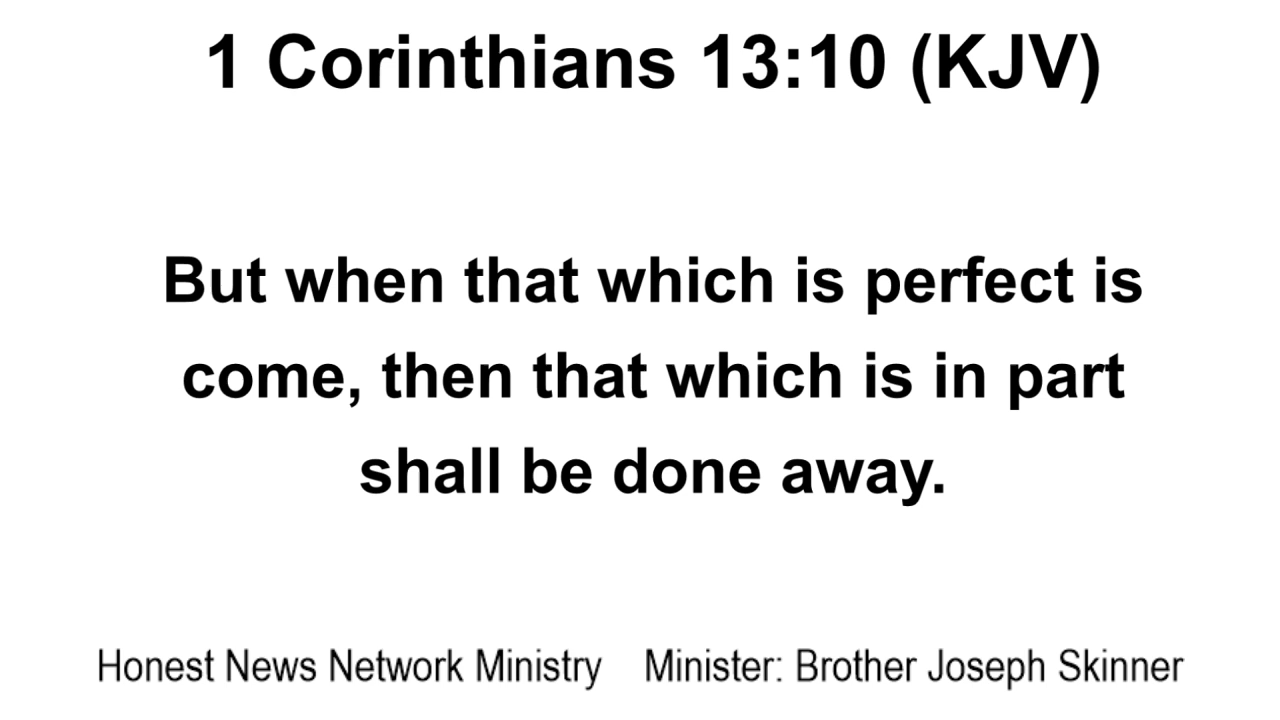 1 Corinthians 13:10 (KJV)
But when that which is perfect is
come, then that which is in part
shall be done away.
Honest News Network Ministry    Minister: Brother Joseph Skinner